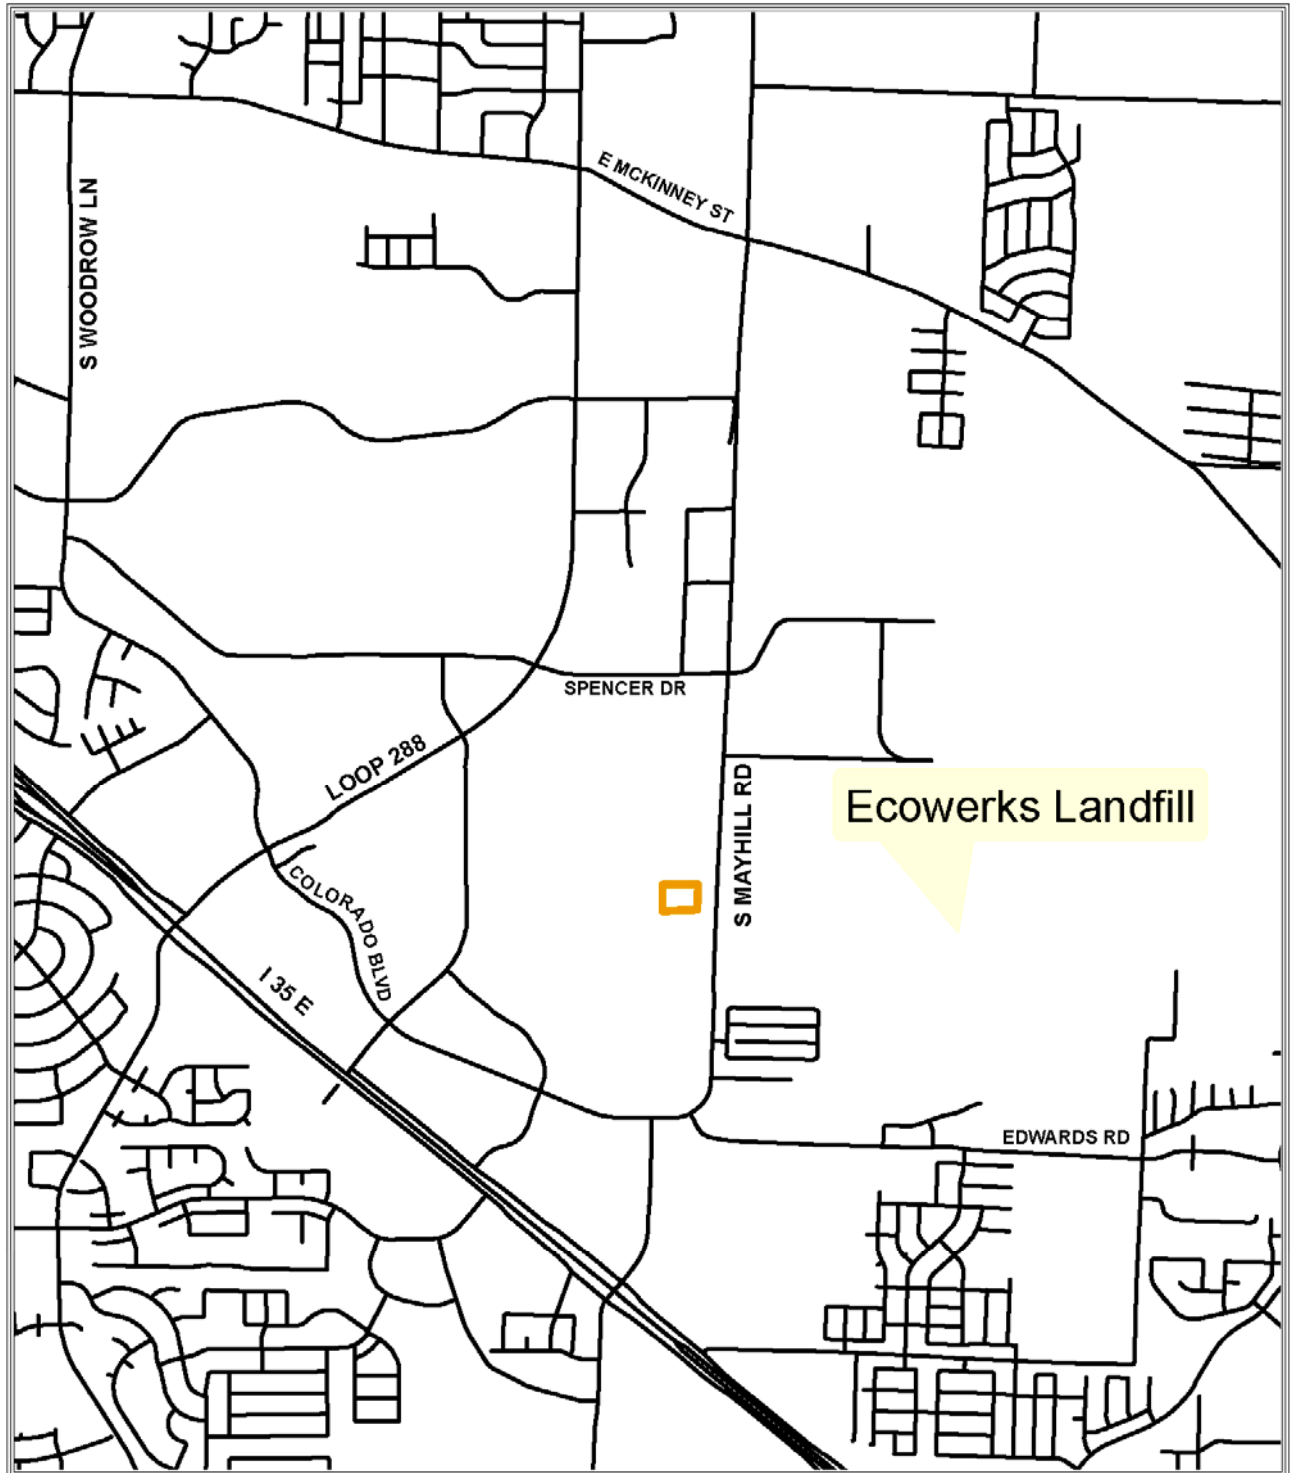 E MCKINNEY ST
S WOODROW LN
SPENCER DR
LOOP 288
S MAYHILL RD
Ecowerks Landfill
COLORADO BLVD
I 35 E
EDWARDS RD